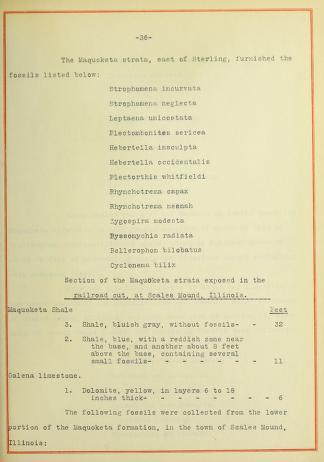 -36-
The Maquoketa strata, east of Sterling, furnished the
fossils listed below:
Strophomena incurvata
Strophomena neglecta
Leptaena unicostata
Plectombonites sericea
Hebertella insculpta
Hebertella occidentalis
Plectorthis whitfieldi
Rhynchotrema capax
Rhynchotrema neenah
Zygospira modesta
Byssonychia radiata
Bellerophon bilobatus
Cyclonema bilix
Section of the Maquoketa strata exposed in the
railroad cut, at Scales Mound, Illinois.
Maquoketa Shale Feet
3. Shale, bluish gray, without fossils- - 32
2. Shale, blue, with a reddish zone near
the base, and another about 8 feet
above the base, containing several
small fossils- - - - - - - 11
Galena limestone.
1. Dolomite, yellow, in layers 6 to 18
inches thick- - - - - - - - 6
The following fossils were collected from the lower
portion of the Maquoketa formation, in the town of Scales Mound,
Illinois: